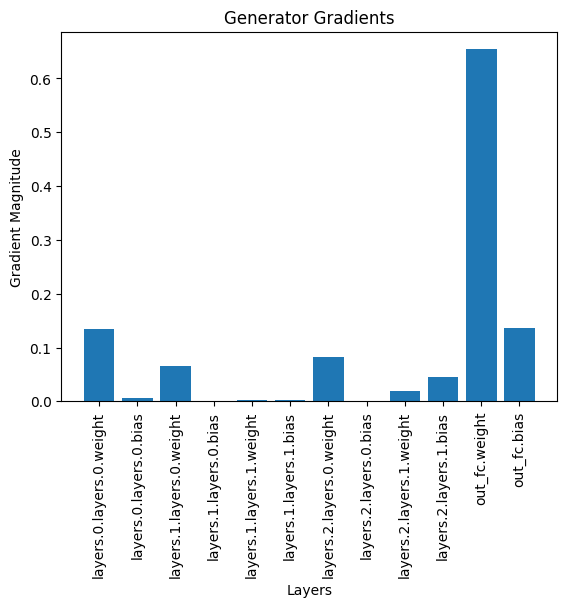 Generator Gradients
Gradient Magnitude
0.6
0.5
0.4
0.3
0.2
0.1
0.0
layers.0.layers.0.weight
layers.0.layers.0.bias
layers.1.layers.0.weight
layers.1.layers.0.bias
layers.1.layers.1.weight
layers.1.layers.1.bias
layers.2.layers.0.weight
layers.2.layers.0.bias
layers.2.layers.1.weight
layers.2.layers.1.bias
out_fc.weight
out_fc.bias
Layers